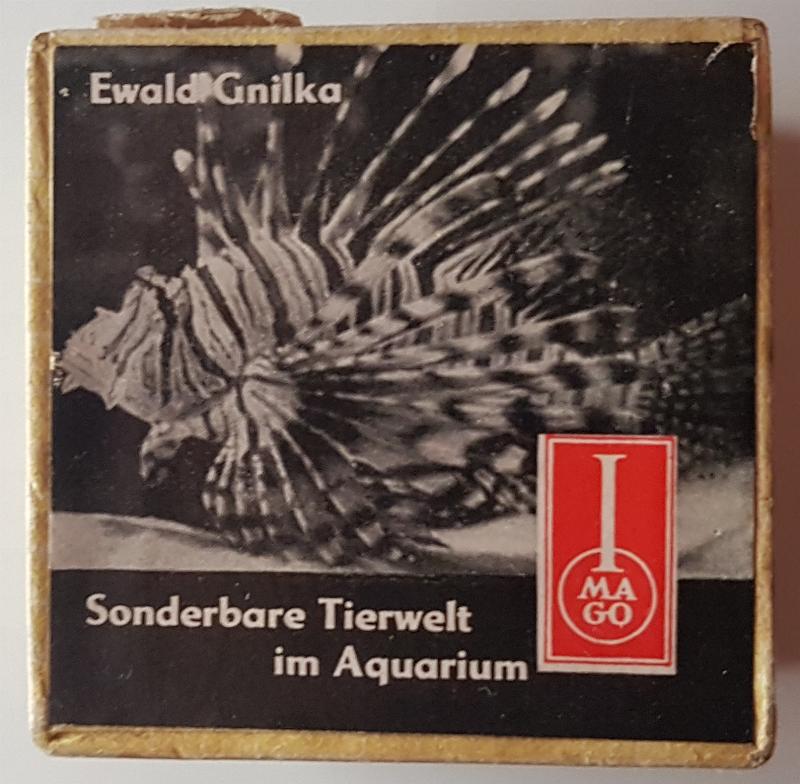 Ewald Gnilka
I
MA
GO
Sonderbare Tierwelt
im Aquarium